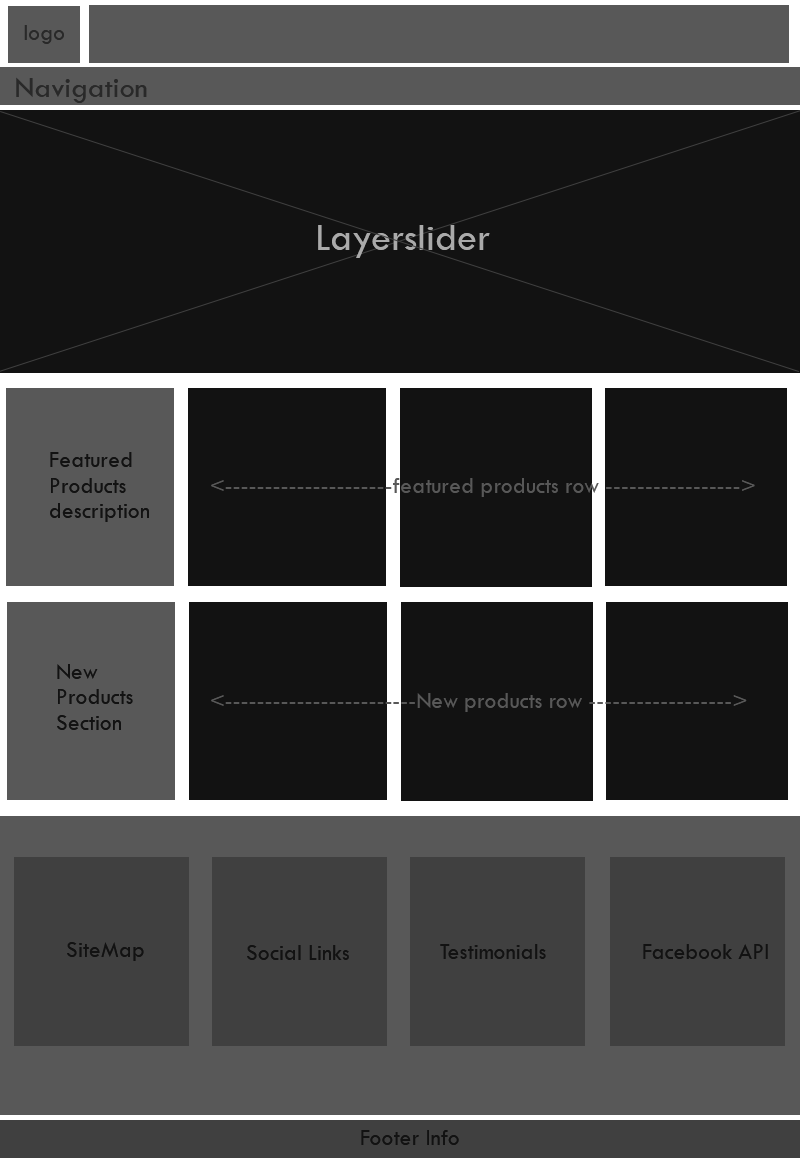 logo
Navigation
Layerslider
Featured
Products
description
<---------------------featured products row ----------------->
New
Products
Section
<------------------------New products row ------------------>
SiteMap
Social Links
Testimonials
Facebook API
Footer Info